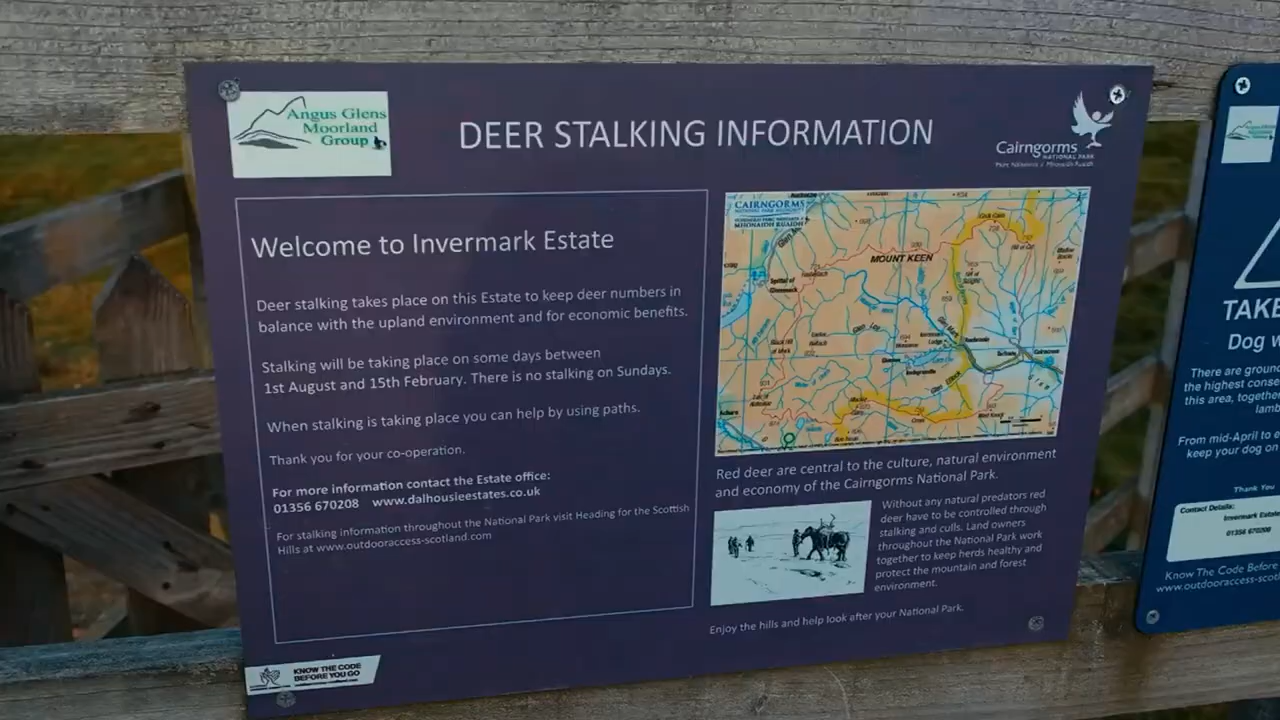 Angus Glens
Moorland
Group
DEER STALKING INFORMATION
Cairngorms
NATIONAL PARK
Welcome to Invermark Estate
Deer stalking takes place on this Estate to keep deer numbers in
balance with the upland environment and for economic benefits.
Stalking will be taking place on some days between
1st August and 15th February. There is no stalking on Sundays.
When stalking is taking place you can help by using paths.
Thank you for your co-operation.
For more information contact the Estate office:
01356 670208 www.dalhousieestates.co.uk
For stalking information throughout the National Park visit Heading for the Scottish
Hills at www.outdooraccess-scotland.com
KNOW THE CODE
BEFORE YOU GO
CAIRNGORMS
MOUNT KEEN
Red deer are central to the culture, natural environment
and economy of the Cairngorms National Park.
Without any natural predators red
deer have to be controlled through
stalking and culls. Land owners
throughout the National Park work
together to keep herds healthy and
protect the mountain and forest
environment.
Enjoy the hills and help look after your National Park.
TAKE
Dog
There are ground
the highest
this area, together
From mid-April to
keep your dog on
Thank You
Contact Details:
Invermark
01356 670208
Know The Code Before